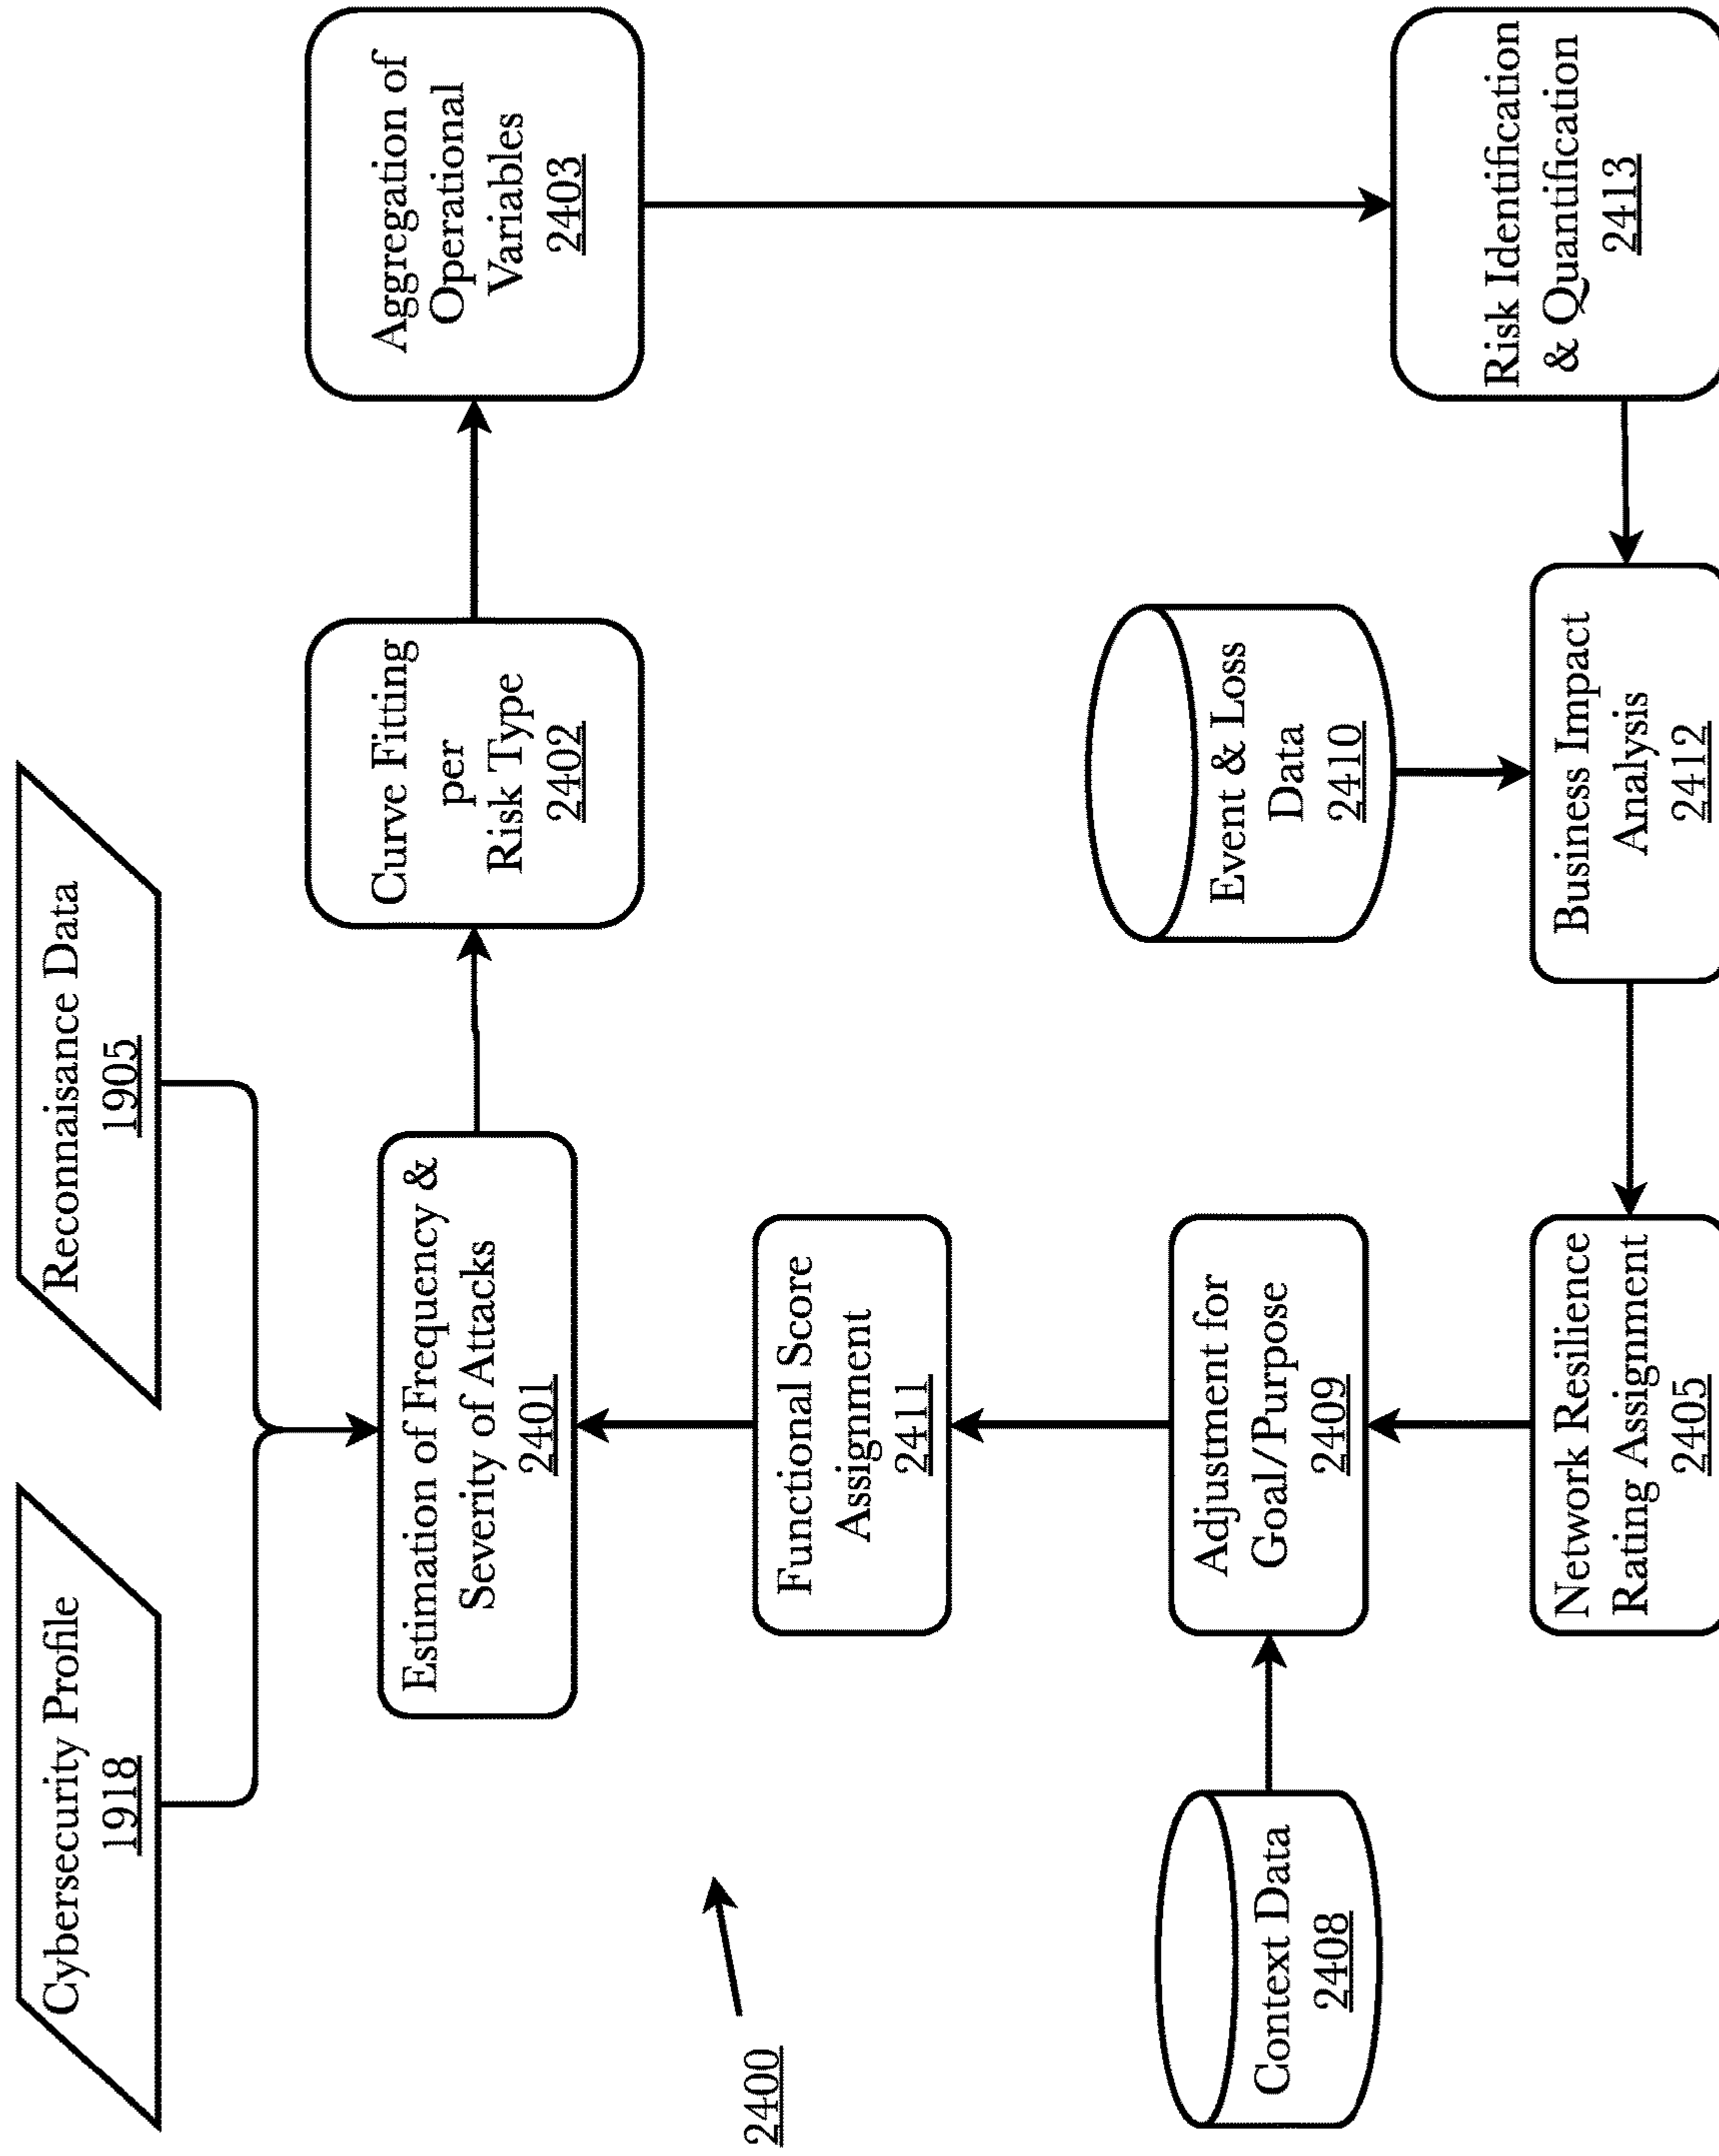 Cybersecurity Profile
1918
Reconnaisance Data
1905
Estimation of Frequency &
Severity of Attacks
2401
Curve Fitting
per
Risk Type
2402
Aggregation of
Operational
Variables
2403
2400
Functional Score
Assignment
2411
Context Data
2408
Adjustment for
Goal/Purpose
2409
Event & Loss
Data
2410
Network Resilience
Rating Assignment
2405
Business Impact
Analysis
2412
Risk Identification
& Quantification
2413